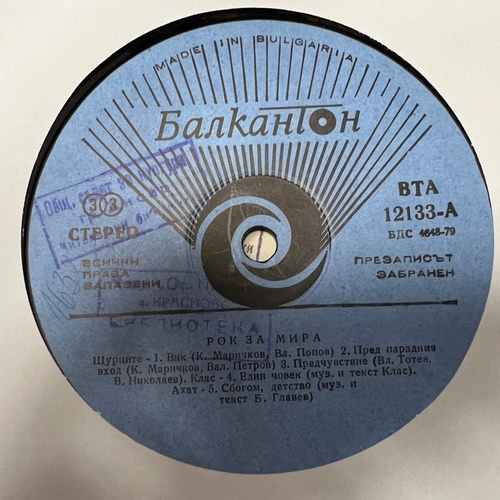 MADE IN BULGARIA
Балкантон
ВТА
12133-А
БДС 4648-79
303
СТЕРЕО
ВСИЧКИ
ПРАВА
ЗАПАЗЕНИ
ПРЕЗАПИСЪТ
ЗАБРАНЕН
БИБЛИОТЕКА
РОК ЗА МИРА
Щурците - 1. Вик (К. Маричков, Вл. Попов) 2. Пред парадния
вход (К. Маричков, Вал. Петров) 3. Предчувствие (Вл. Тотев,
В. Николаев). Клас - 4. Един човек (муз. и текст Клас).
Ахат - 5. Сбогом, детство (муз. и
текст Б. Главев)